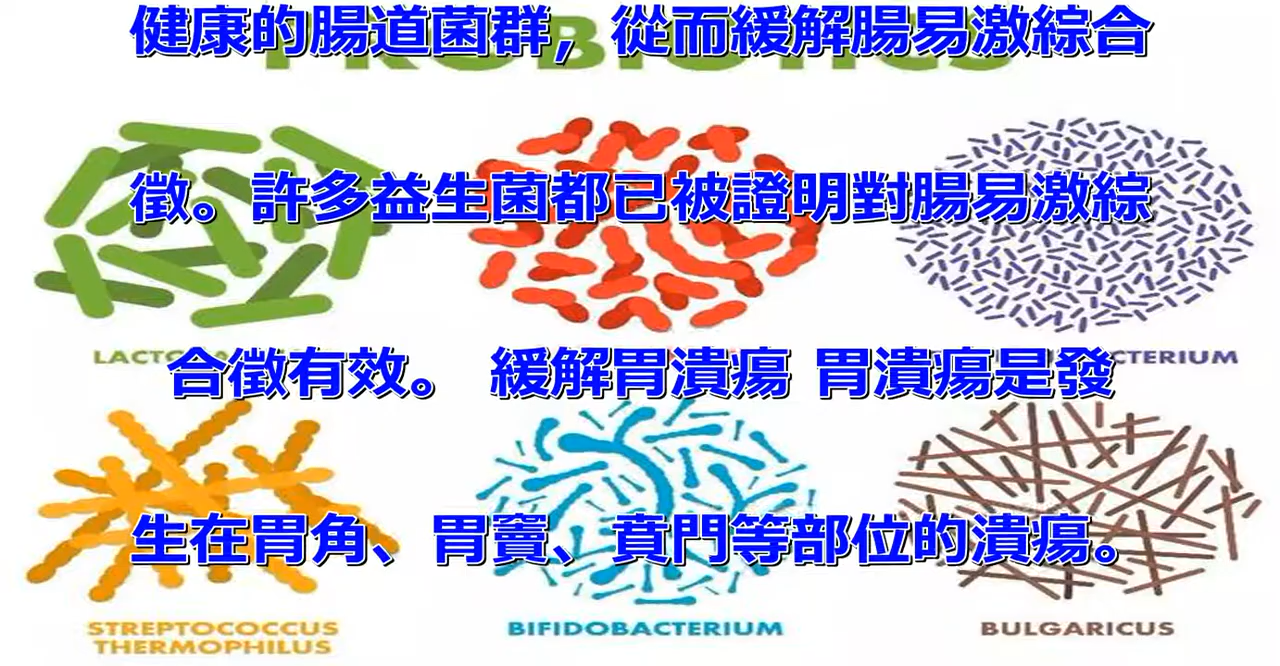 健康的腸道菌群，從而緩解腸易激綜合
徵。許多益生菌都已被證明對腸易激綜
合徵有效。 緩解胃潰瘍 胃潰瘍是發
生在胃角、胃竇、賁門等部位的潰瘍。
STREPTOCOCCUS
THERMOPHILUS
BIFIDOBACTERIUM
BULGARICUS